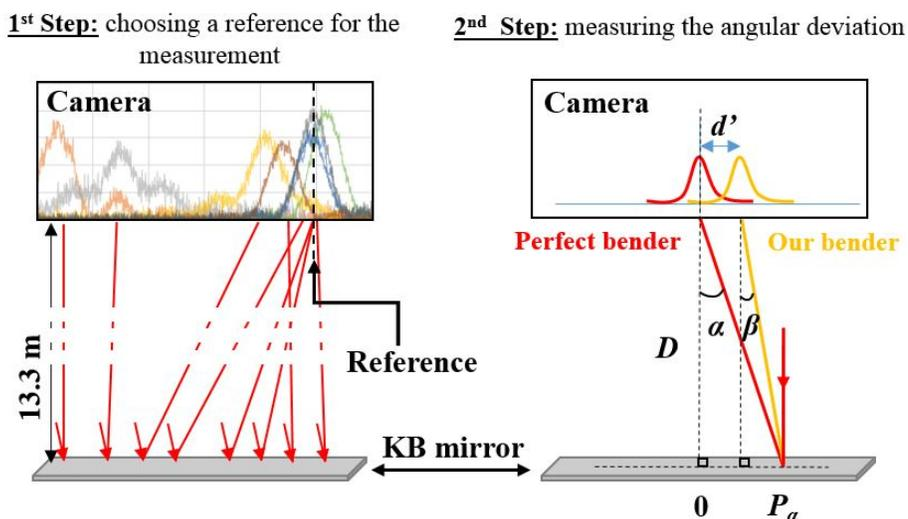 1st Step: choosing a reference for the
measurement
2nd Step: measuring the angular deviation
Camera
Camera
d’
Perfect bender
Our bender
α
β
D
Reference
13.3 m
KB mirror
0
Pα